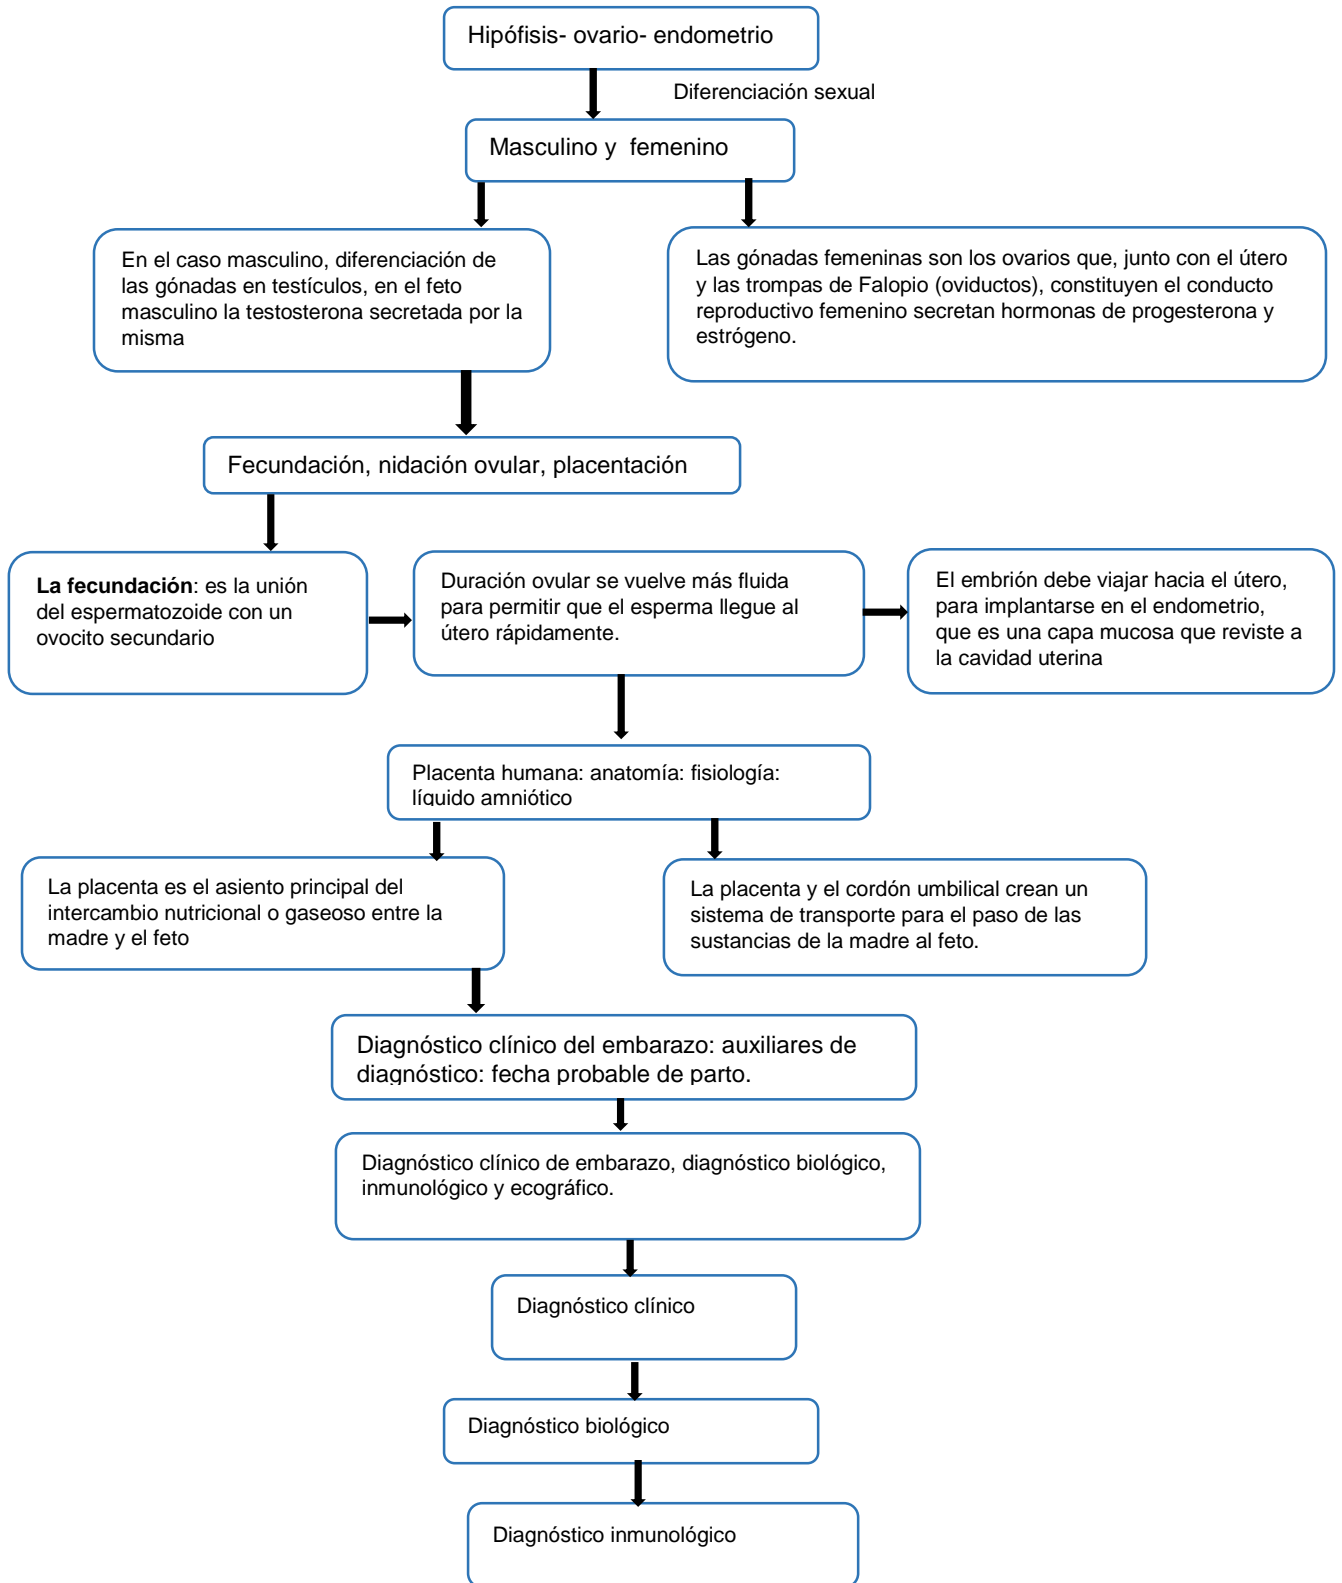 Hipófisis- ovario- endometrio
Diferenciación sexual
Masculino y  femenino
En el caso masculino, diferenciación de
las gónadas en testículos, en el feto
masculino la testosterona secretada por la
misma
Las gónadas femeninas son los ovarios que, junto con el útero
y las trompas de Falopio (oviductos), constituyen el conducto
reproductivo femenino secretan hormonas de progesterona y
estrógeno.
Fecundación, nidación ovular, placentación
La fecundación: es la unión
del espermatozoide con un
ovocito secundario
Duración ovular se vuelve más fluida
para permitir que el esperma llegue al
útero rápidamente.
El embrión debe viajar hacia el útero,
para implantarse en el endometrio,
que es una capa mucosa que reviste a
la cavidad uterina
Placenta humana: anatomía: fisiología:
líquido amniótico
La placenta es el asiento principal del
intercambio nutricional o gaseoso entre la
madre y el feto
La placenta y el cordón umbilical crean un
sistema de transporte para el paso de las
sustancias de la madre al feto.
Diagnóstico clínico del embarazo: auxiliares de
diagnóstico: fecha probable de parto.
Diagnóstico clínico de embarazo, diagnóstico biológico,
inmunológico y ecográfico.
Diagnóstico clínico
Diagnóstico biológico
Diagnóstico inmunológico